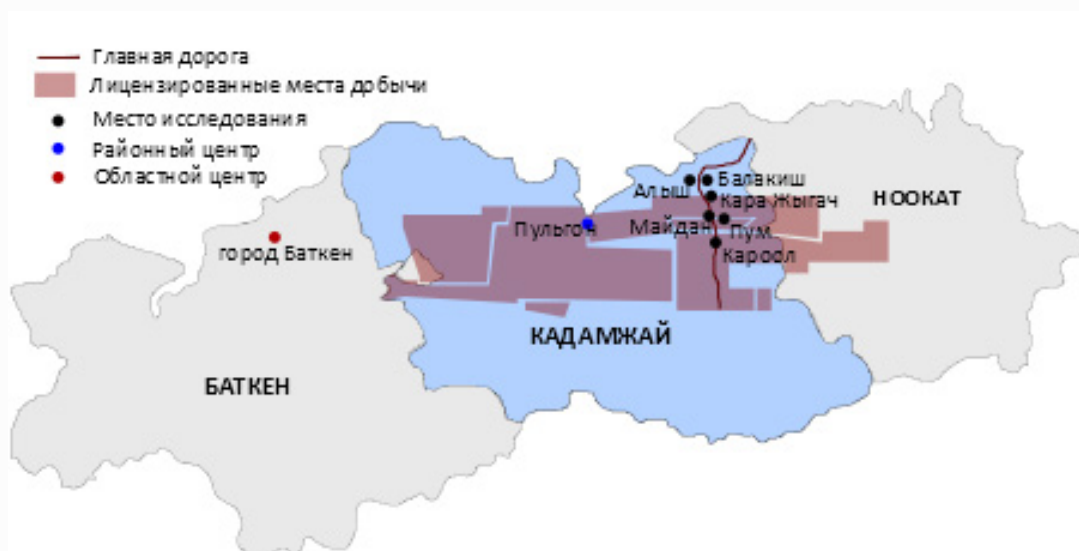 Главная дорога
Лицензированные места добычи
Место исследования
Районный центр
Областной центр
Алыш
Балакиш
Кара Жыгач
НООКАТ
Пульгон
Майдан
Пум
Кароол
город Баткен
КАДАМЖАЙ
БАТКЕН